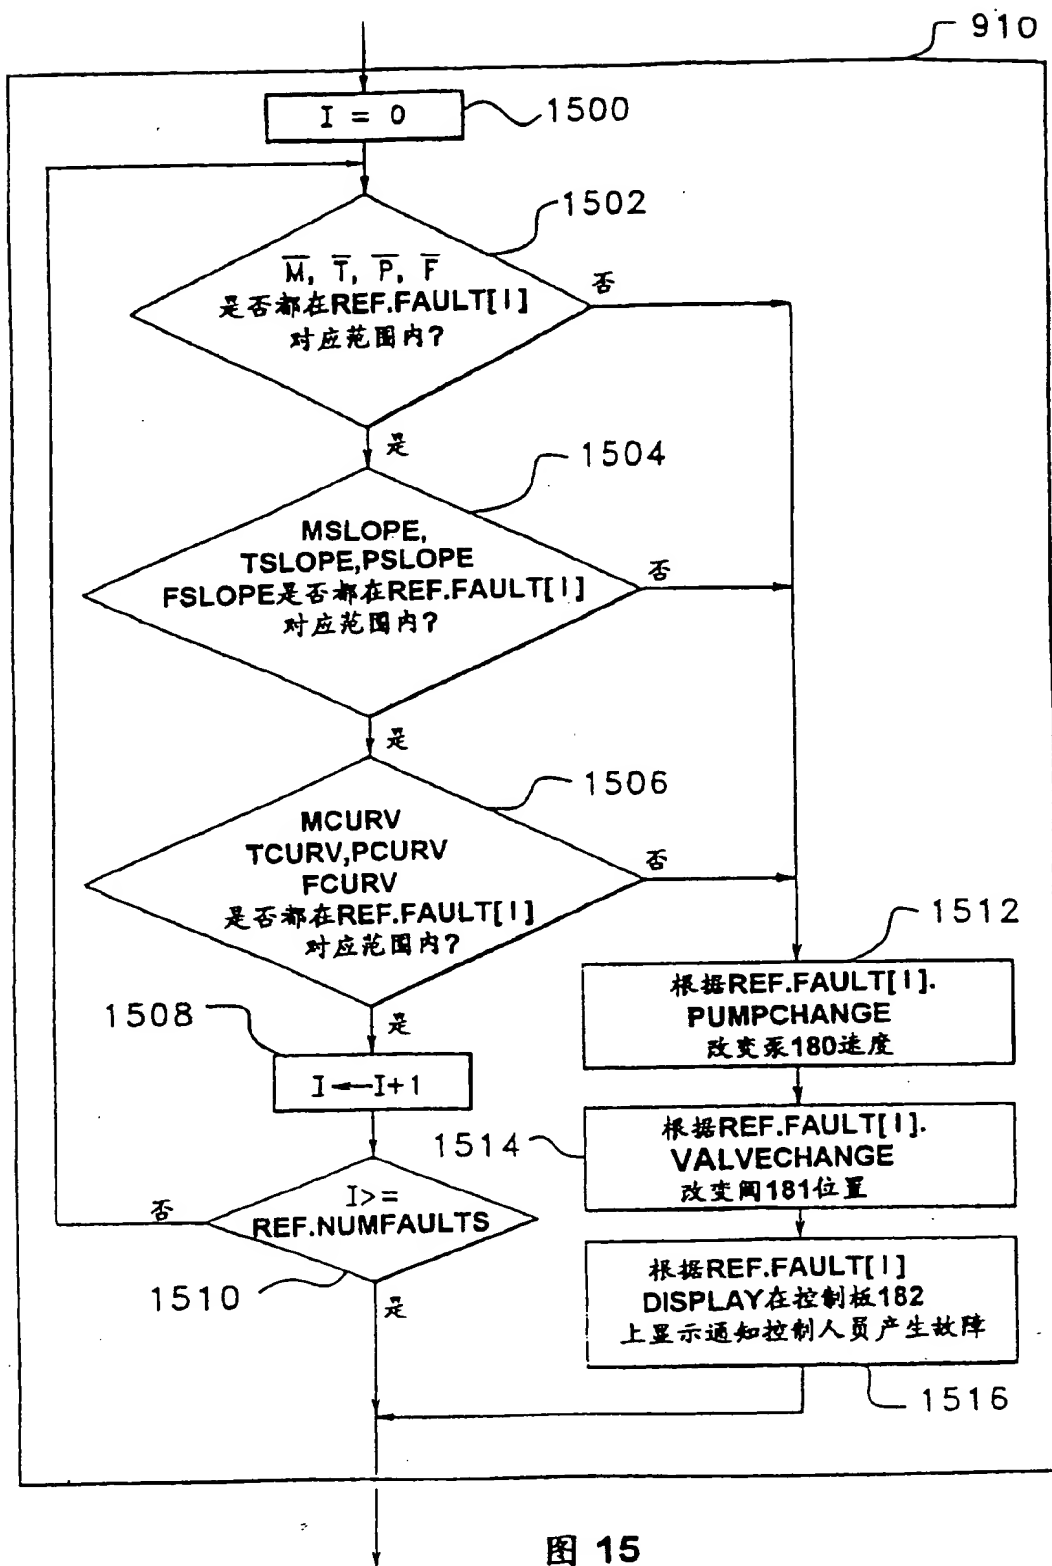 910
I = 0
1500
1502
M̅, T̅, P̅, F̅
是否都在REF.FAULT[I]
对应范围内?
否
是
1504
MSLOPE,
TSLOPE,PSLOPE
FSLOPE是否都在REF.FAULT[I]
对应范围内?
否
是
1506
MCURV
TCURV,PCURV
FCURV
是否都在REF.FAULT[I]
对应范围内?
否
是
1508
I←I+1
I>=
REF.NUMFAULTS
否
1510
是
1512
根据REF.FAULT[I].
PUMPCHANGE
改变泵180速度
1514
根据REF.FAULT[I].
VALVECHANGE
改变阀181位置
根据REF.FAULT[I]
DISPLAY在控制板182
上显示通知控制人员产生故障
1516
图 15